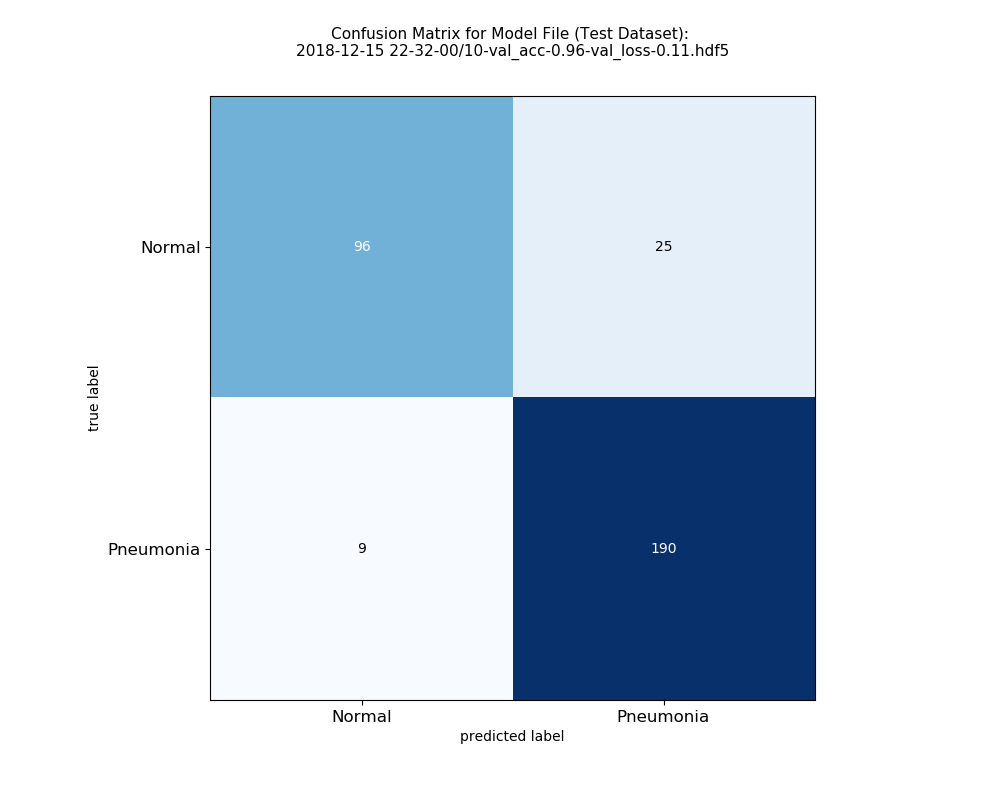 Confusion Matrix for Model File (Test Dataset):
2018-12-15 22-32-00/10-val_acc-0.96-val_loss-0.11.hdf5
Normal
96
25
true label
Pneumonia
9
190
Normal
Pneumonia
predicted label